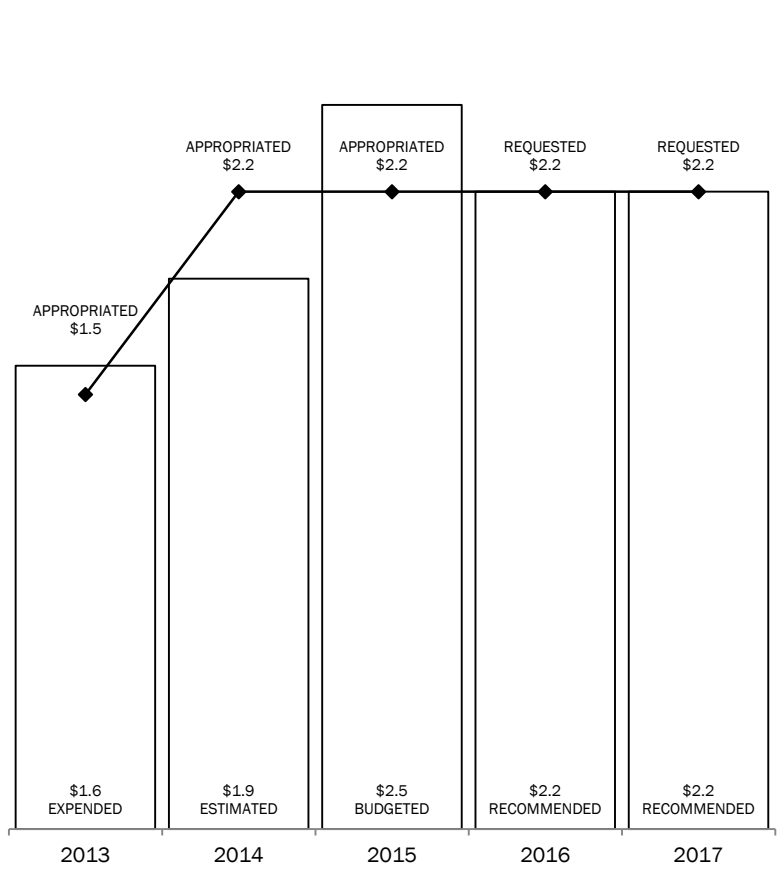 APPROPRIATED
$2.2
APPROPRIATED
$2.2
REQUESTED
$2.2
REQUESTED
$2.2
APPROPRIATED
$1.5
$1.6
EXPENDED
$1.9
ESTIMATED
$2.5
BUDGETED
$2.2
RECOMMENDED
$2.2
RECOMMENDED
2013
2014
2015
2016
2017